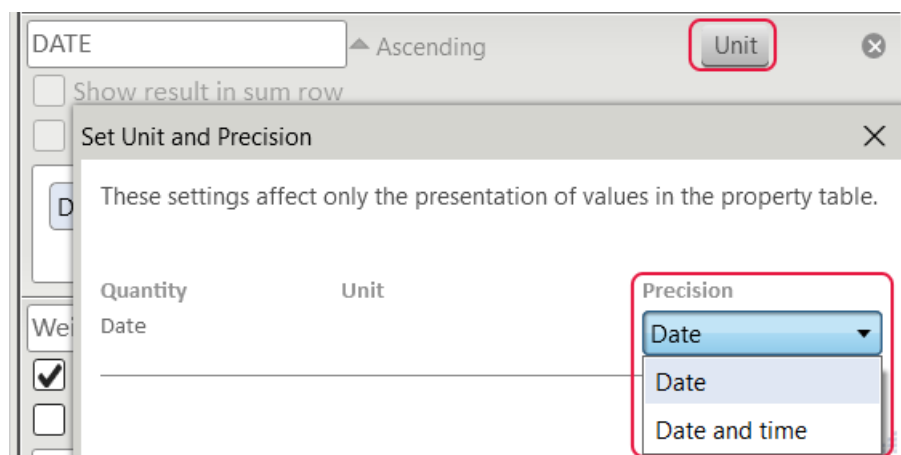 DATE
Ascending
Unit
Show result in sum row
Set Unit and Precision
D
These settings affect only the presentation of values in the property table.
Quantity
Unit
Precision
Wei
Date
Date
Date
Date and time